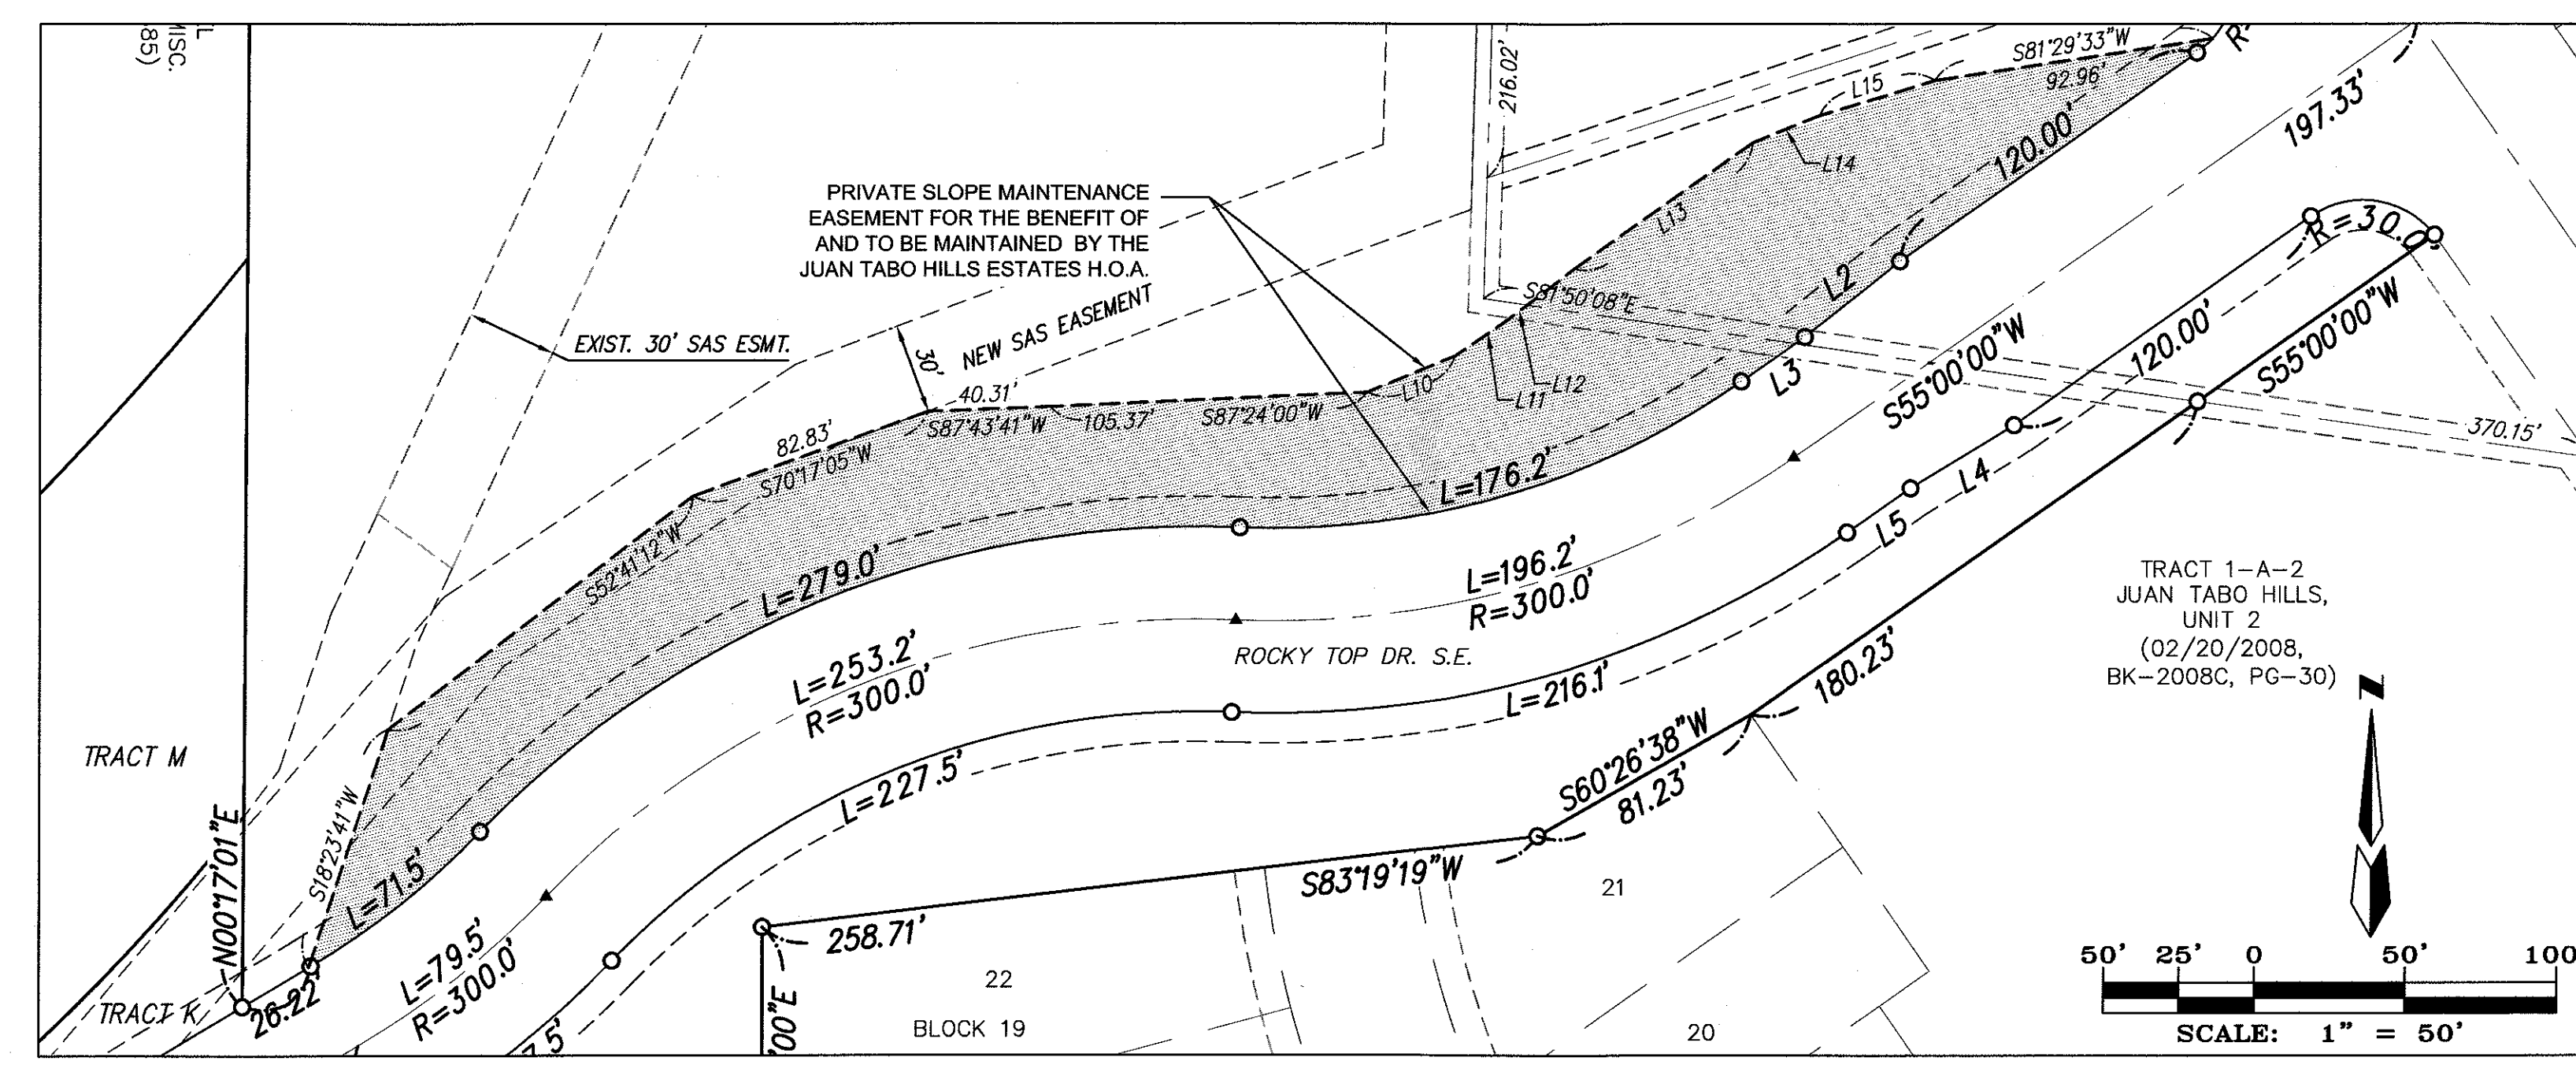 L
MISC.
85)
S81°29'33"W
92.96'
L15
216.02'
197.33'
L14
120.00'
PRIVATE SLOPE MAINTENANCE
EASEMENT FOR THE BENEFIT OF
AND TO BE MAINTAINED BY THE
JUAN TABO HILLS ESTATES H.O.A.
L13
R=30.0
L2
S81°50'08"E
NEW SAS EASEMENT
30'
EXIST. 30' SAS ESMT.
120.00'
S55°00'00"W
S55°00'00"W
L3
L12
L11
L10
40.31'
S87°43'41"W
105.37'
S87°24'00"W
82.83'
S70°17'05"W
370.15'
L=176.2'
L4
L5
S52°41'12"W
L=279.0'
L=196.2'
R=300.0'
TRACT 1-A-2
JUAN TABO HILLS,
UNIT 2
(02/20/2008,
BK-2008C, PG-30)
N
ROCKY TOP DR. S.E.
L=253.2'
R=300.0'
L=216.1'
180.23'
TRACT M
L=227.5'
S60°26'38"W
81.23'
S18°23'41"W
N00°17'01"E
L=71.5'
S83°19'19"W
258.71'
21
L=79.5'
R=300.0'
26.22'
TRACT K
22
BLOCK 19
20
'00"E
7.5'
50' 25' 0 50' 100
SCALE: 1" = 50'